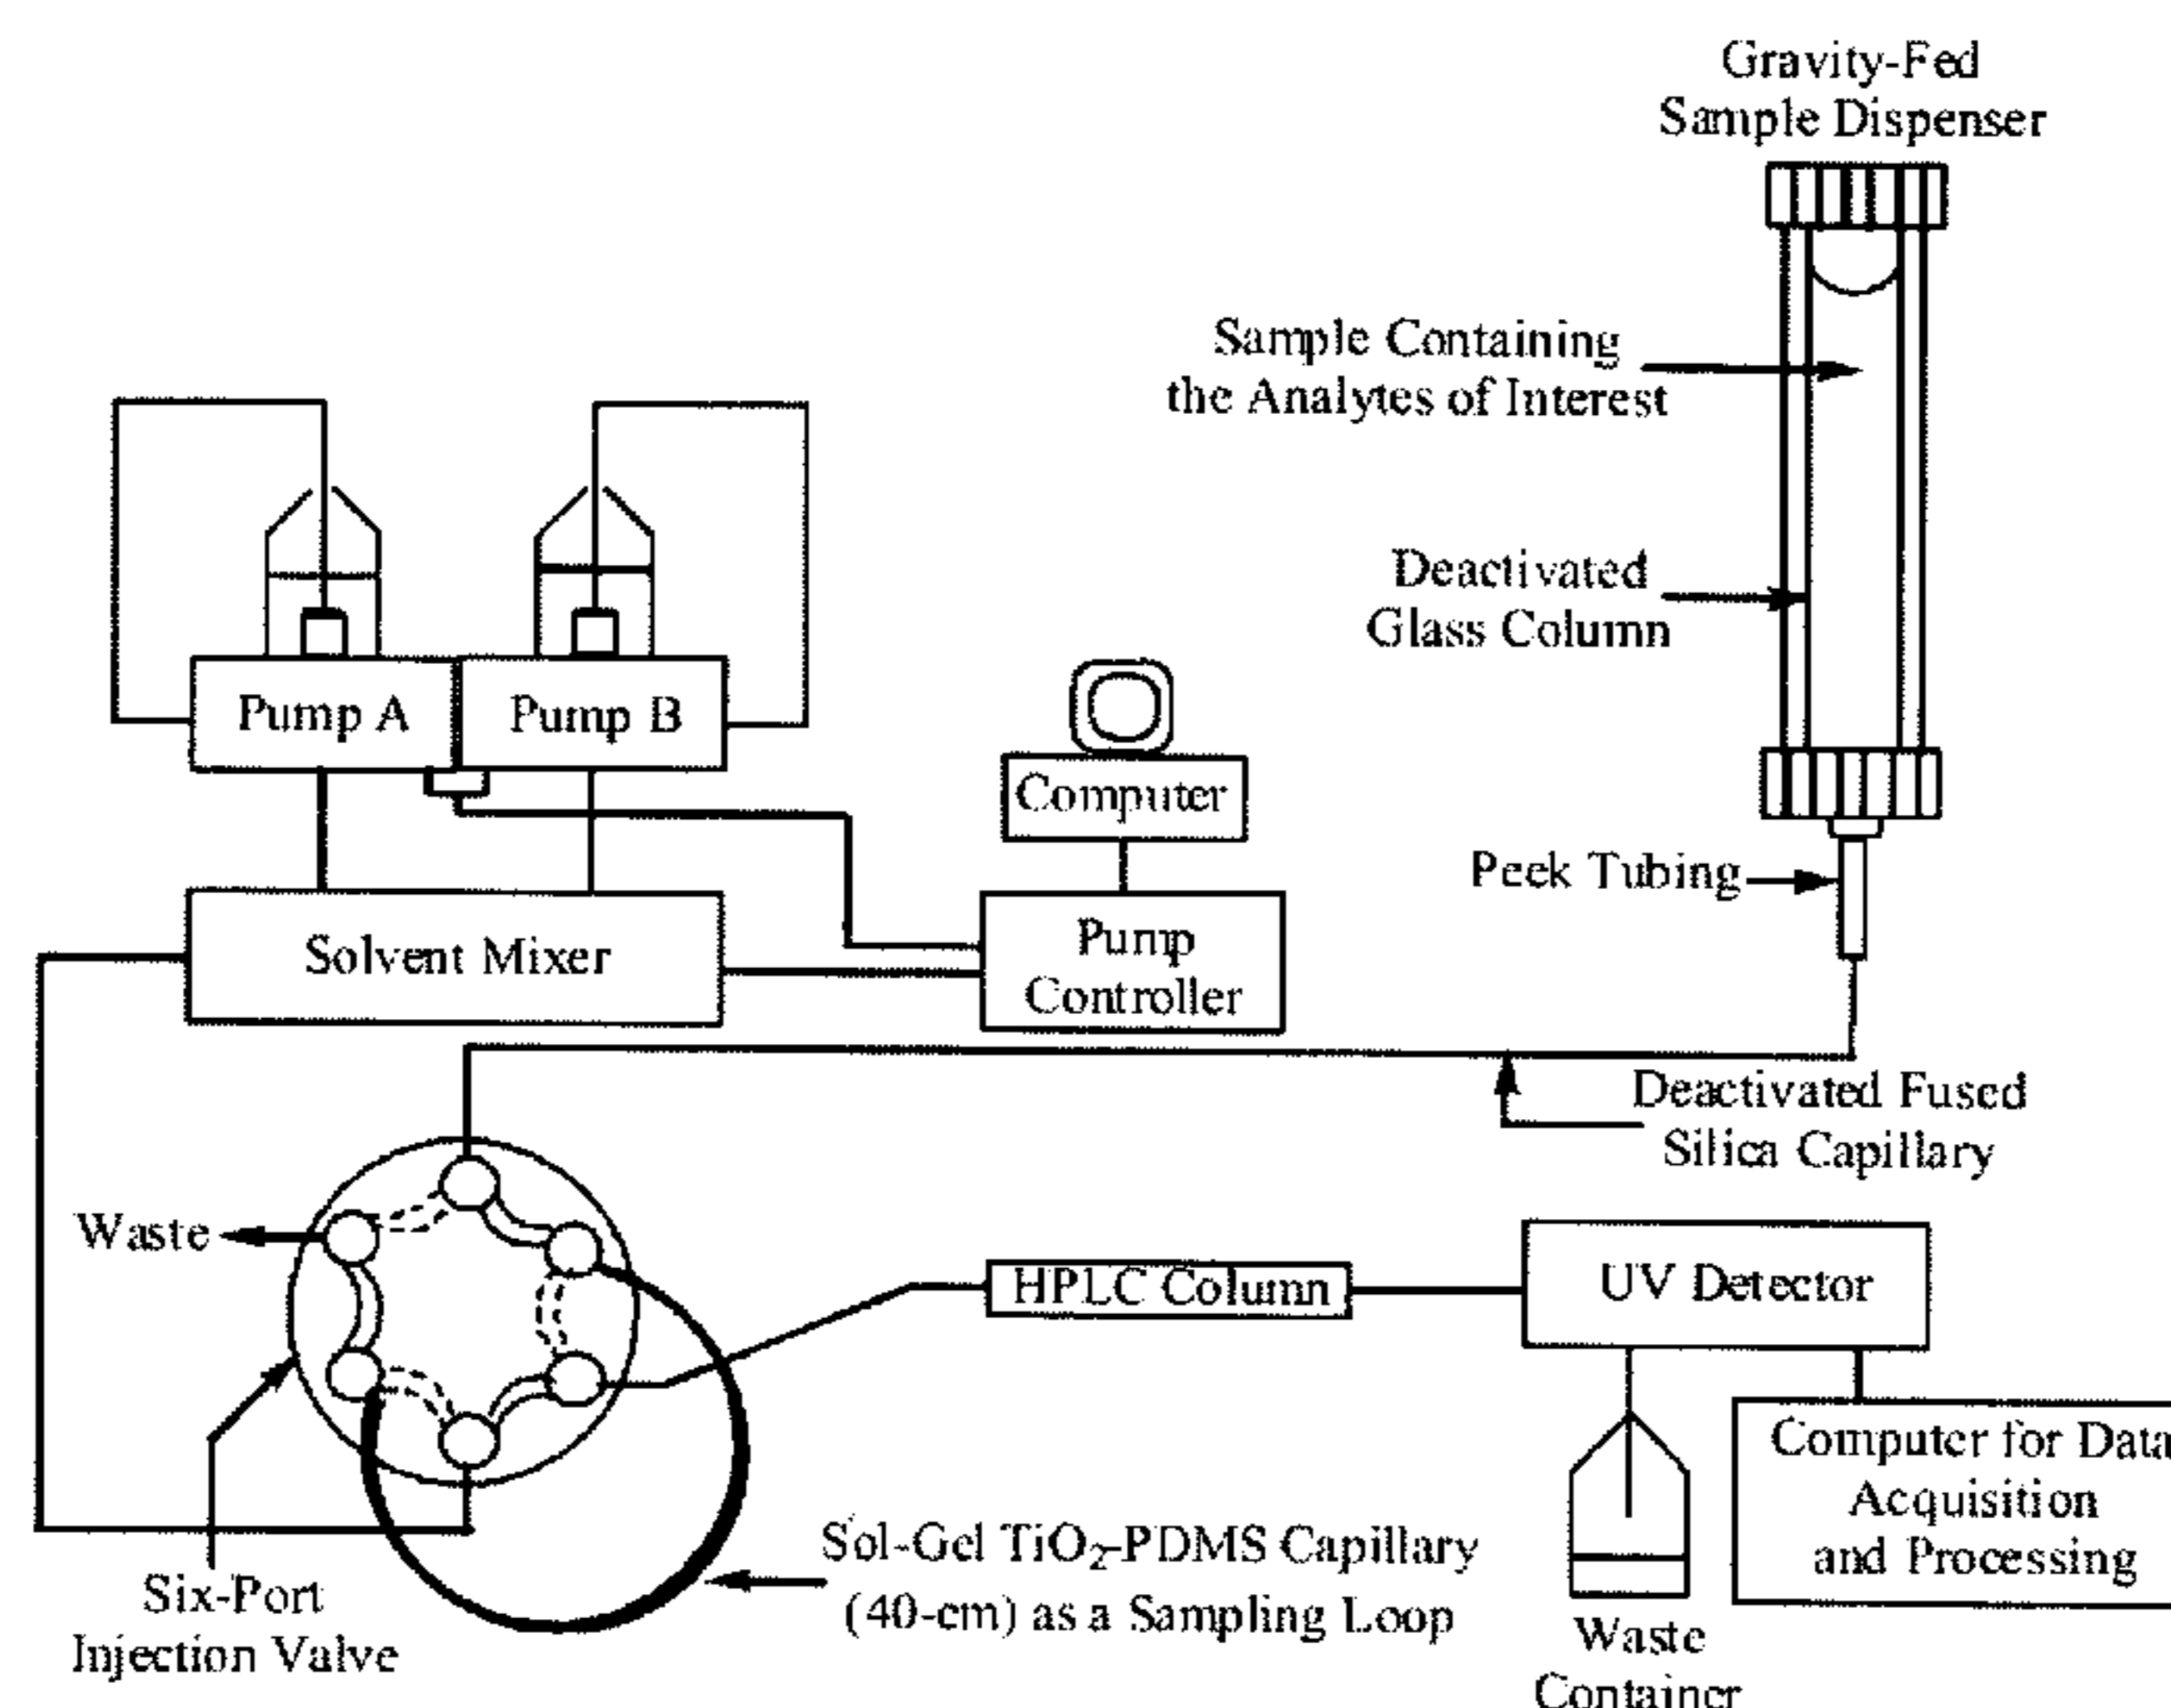 Gravity-Fed
Sample Dispenser
Sample Containing
the Analytes of Interest
Deactivated
Glass Column
Pump A
Pump B
Computer
Peek Tubing
Solvent Mixer
Pump
Controller
Deactivated Fused
Silica Capillary
Waste
HPLC Column
UV Detector
Computer for Data
Acquisition
and Processing
Sol-Gel TiO₂-PDMS Capillary
(40-cm) as a Sampling Loop
Six-Port
Injection Valve
Waste
Container